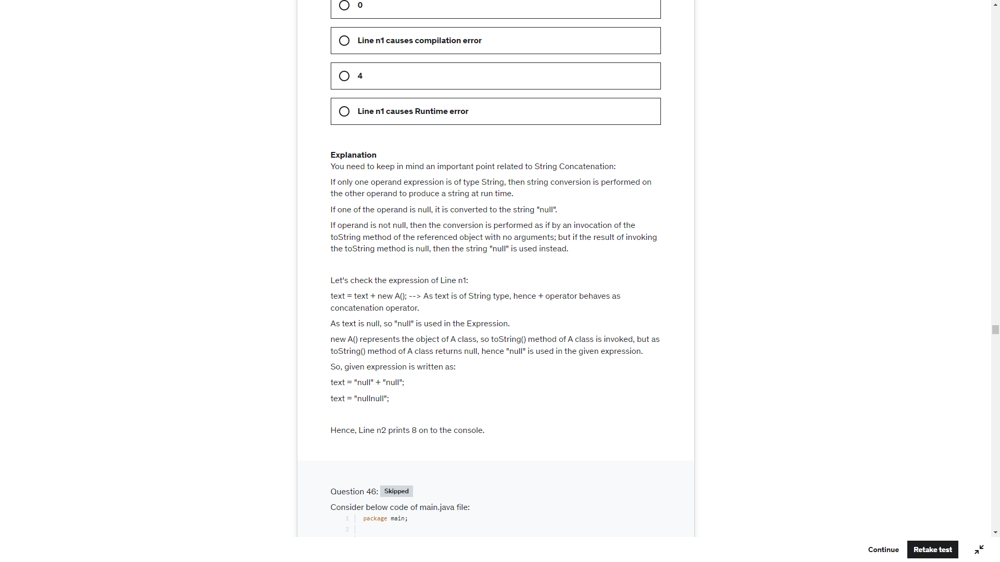 0
Line n1 causes compilation error
4
Line n1 causes Runtime error
Explanation
You need to keep in mind an important point related to String Concatenation:
If only one operand expression is of type String, then string conversion is performed on
the other operand to produce a string at run time.
If one of the operand is null, it is converted to the string "null".
If operand is not null, then the conversion is performed as if by an invocation of the
toString method of the referenced object with no arguments; but if the result of invoking
the toString method is null, then the string "null" is used instead.
Let's check the expression of Line n1:
text = text + new A(); --> As text is of String type, hence + operator behaves as
concatenation operator.
As text is null, so "null" is used in the Expression.
new A() represents the object of A class, so toString() method of A class is invoked, but as
toString() method of A class returns null, hence "null" is used in the given expression.
So, given expression is written as:
text = "null" + "null";
text = "nullnull";
Hence, Line n2 prints 8 on to the console.
Question 46: Skipped
Consider below code of main.java file:
1 package main;
2
Continue Retake test